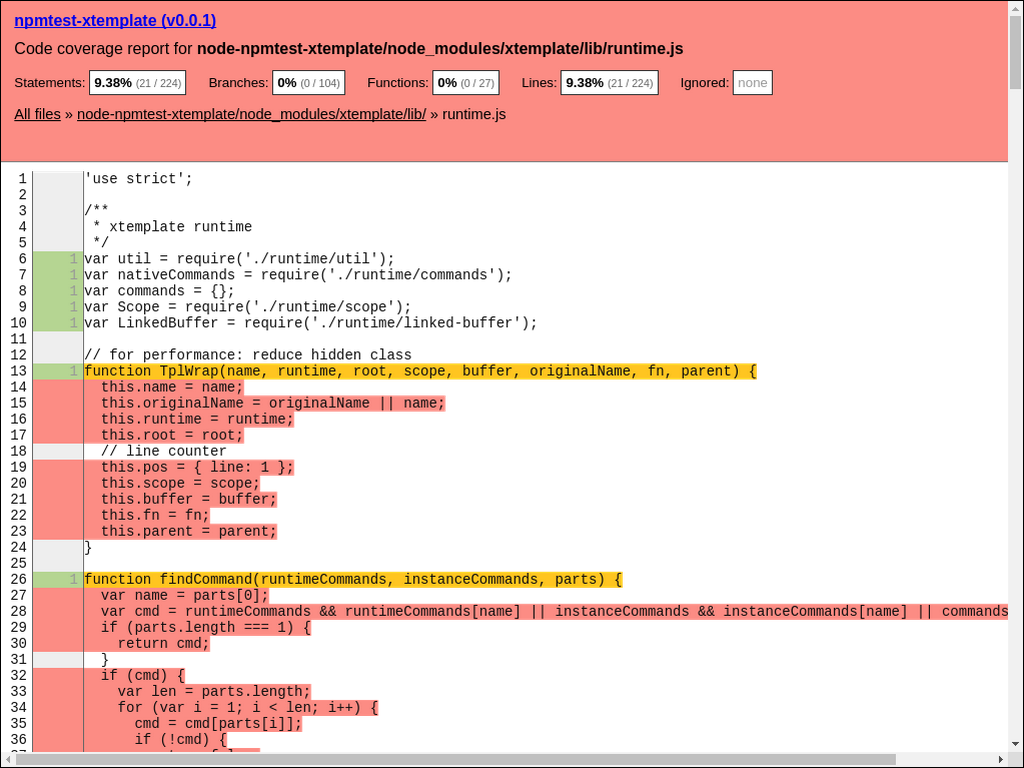 npmtest-xtemplate (v0.0.1)
Code coverage report for node-npmtest-xtemplate/node_modules/xtemplate/lib/runtime.js
Statements: 9.38% (21 / 224) Branches: 0% (0 / 104) Functions: 0% (0 / 27) Lines: 9.38% (21 / 224) Ignored: none
All files » node-npmtest-xtemplate/node_modules/xtemplate/lib/ » runtime.js
1 'use strict';
2
3 /**
4  * xtemplate runtime
5  */
6 1 var util = require('./runtime/util');
7 1 var nativeCommands = require('./runtime/commands');
8 1 var commands = {};
9 1 var Scope = require('./runtime/scope');
10 1 var LinkedBuffer = require('./runtime/linked-buffer');
11
12 // for performance: reduce hidden class
13 1 function TplWrap(name, runtime, root, scope, buffer, originalName, fn, parent) {
14   this.name = name;
15   this.originalName = originalName || name;
16   this.runtime = runtime;
17   this.root = root;
18   // line counter
19   this.pos = { line: 1 };
20   this.scope = scope;
21   this.buffer = buffer;
22   this.fn = fn;
23   this.parent = parent;
24 }
25
26 1 function findCommand(runtimeCommands, instanceCommands, parts) {
27   var name = parts[0];
28   var cmd = runtimeCommands && runtimeCommands[name] || instanceCommands && instanceCommands[name] || commands
29   if (parts.length === 1) {
30     return cmd;
31   }
32   if (cmd) {
33     var len = parts.length;
34     for (var i = 1; i < len; i++) {
35       cmd = cmd[parts[i]];
36       if (!cmd) {